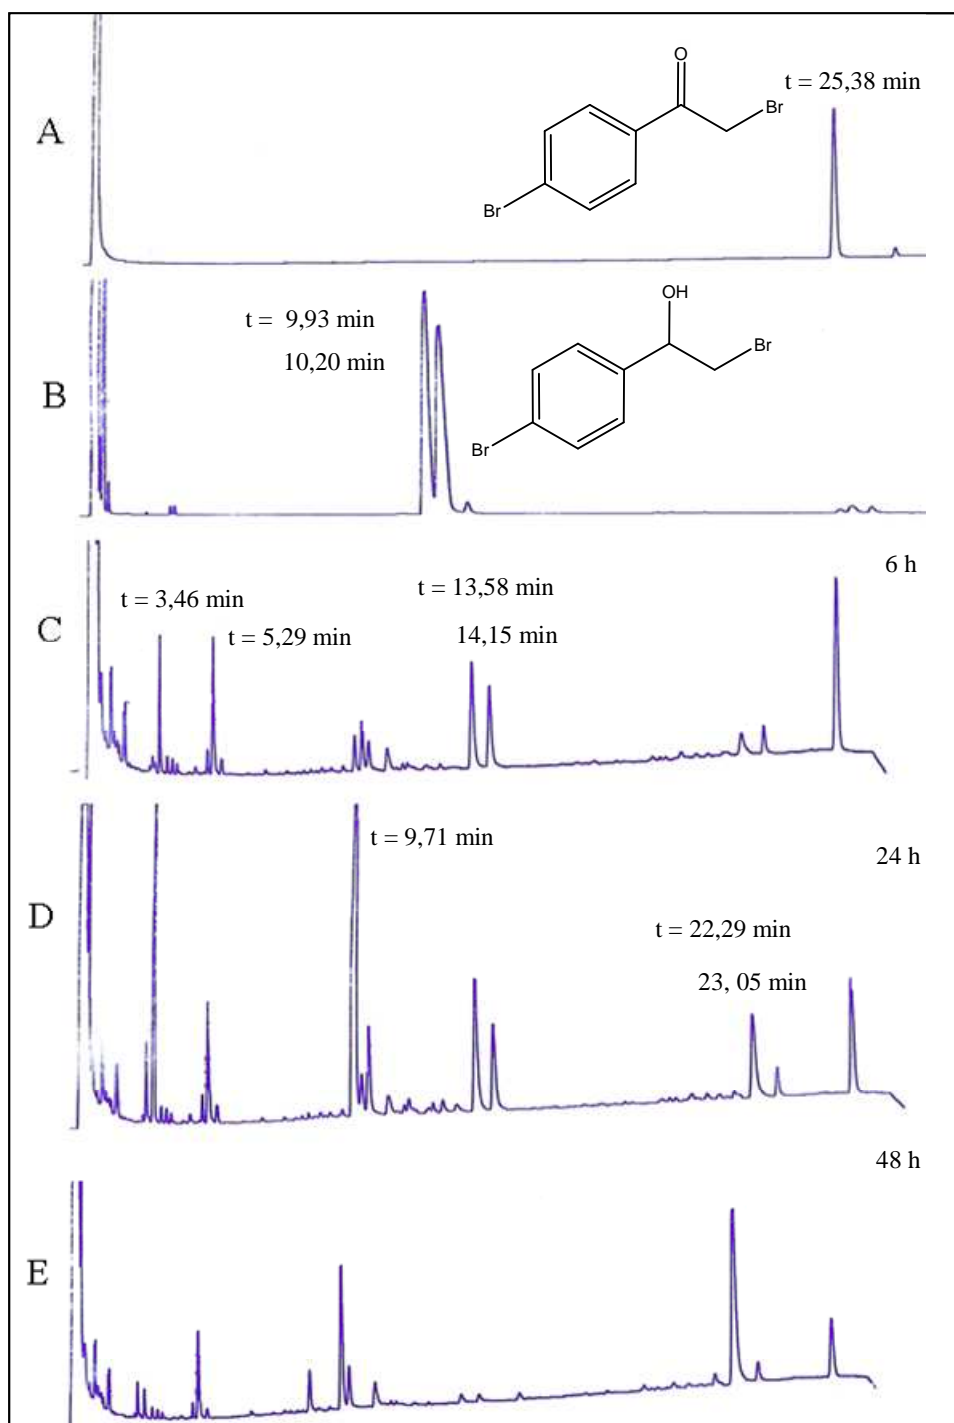 A
O
Br
Br
t = 25,38 min
B
t = 9,93 min
10,20 min
OH
Br
Br
C
6 h
t = 3,46 min
t = 5,29 min
t = 13,58 min
14,15 min
D
24 h
t = 9,71 min
t = 22,29 min
23, 05 min
E
48 h